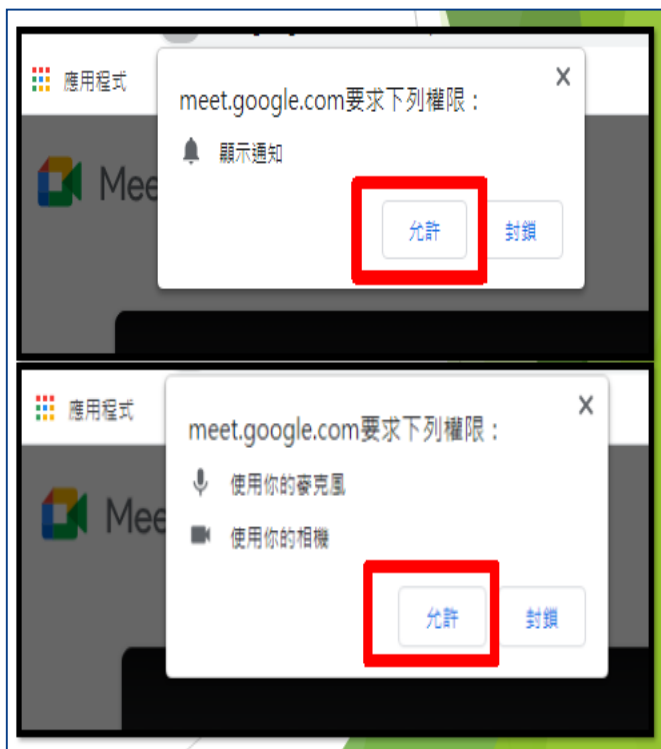 應用程式
meet.google.com要求下列權限：
顯示通知
Mee
允許
封鎖
應用程式
meet.google.com要求下列權限：
使用你的麥克風
Mee
使用你的相機
允許
封鎖